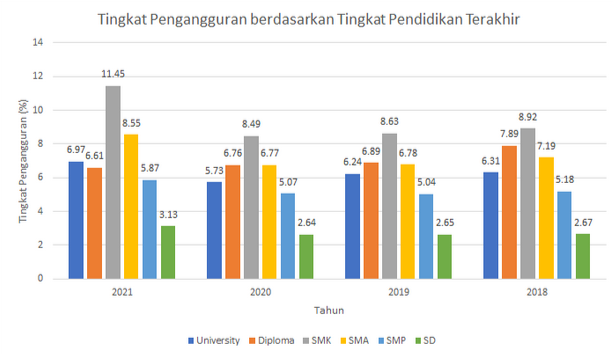 Tingkat Pengangguran berdasarkan Tingkat Pendidikan Terakhir
Tingkat Pengangguran (%)
14
12
10
8
6
4
2
0
6.97 6.61 11.45 8.55 5.87 3.13
5.73 6.76 8.49 6.77 5.07 2.64
6.24 6.89 8.63 6.78 5.04 2.65
6.31 7.89 8.92 7.19 5.18 2.67
2021 2020 2019 2018
Tahun
University Diploma SMK SMA SMP SD